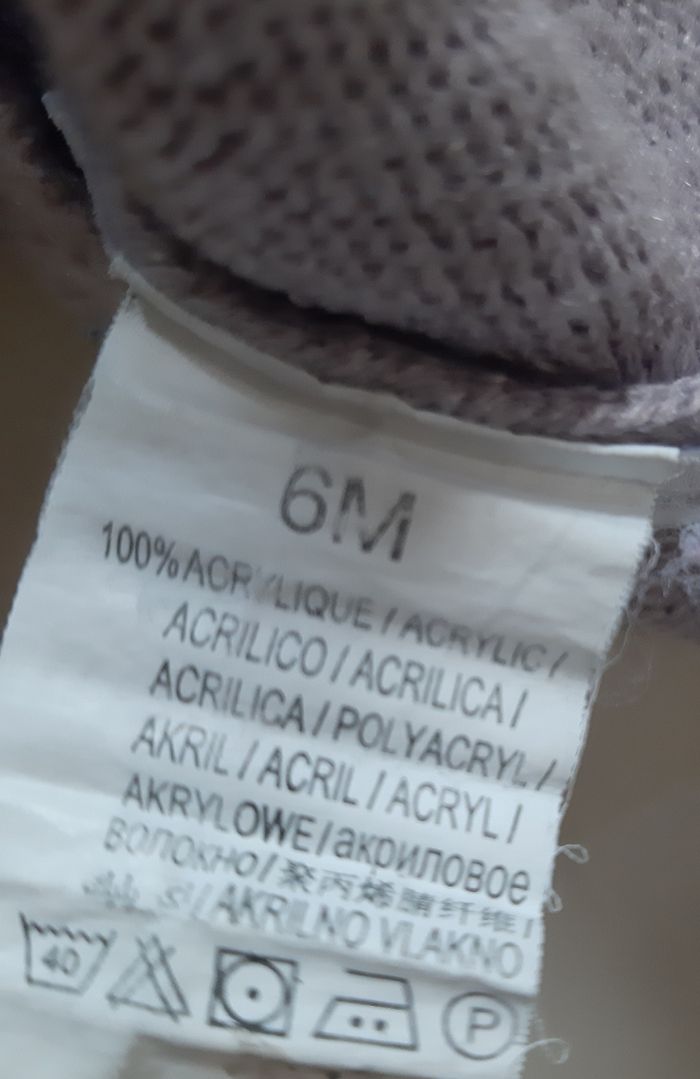 6M
100% ACRYLIQUE / ACRYLIC /
ACRILICO / ACRILICA /
ACRILICA / POLYACRYL /
AKRIL / ACRIL / ACRYL /
AKRYLOWE / акриловое
волокно / 聚丙烯腈纤维 /
/ AKRILNO VLAKNO
40
P